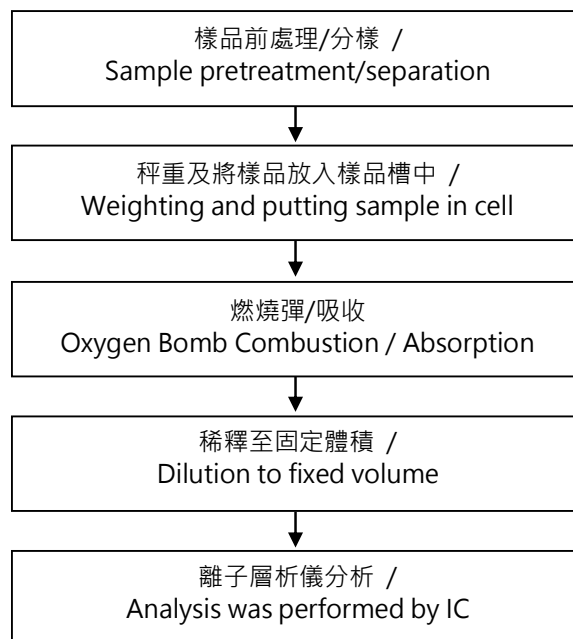 樣品前處理/分樣 /
Sample pretreatment/separation
秤重及將樣品放入樣品槽中 /
Weighting and putting sample in cell
燃燒彈/吸收
Oxygen Bomb Combustion / Absorption
稀釋至固定體積 /
Dilution to fixed volume
離子層析儀分析 /
Analysis was performed by IC